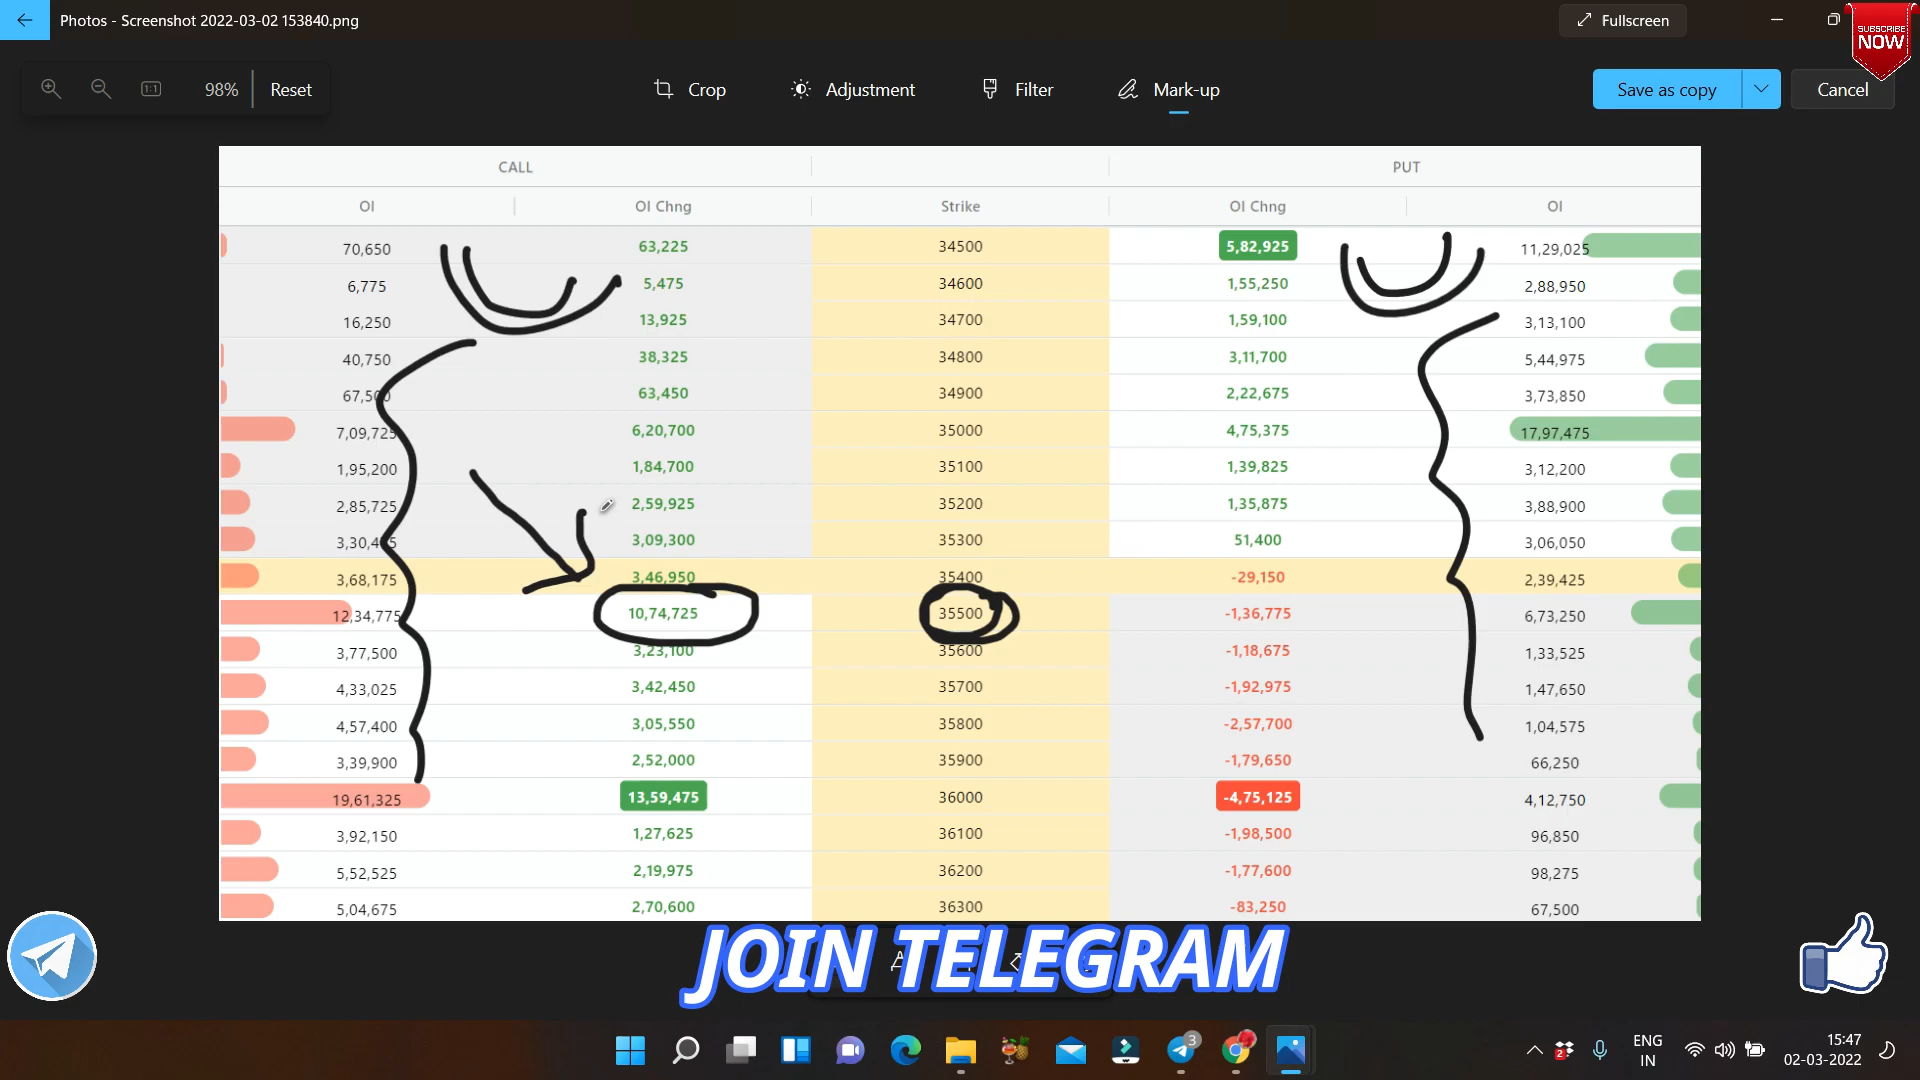 Photos - Screenshot 2022-03-02 153840.png
Fullscreen
SUBSCRIBE
NOW
98%
Reset
Crop
Adjustment
Filter
Mark-up
Save as copy
Cancel
CALL PUT
OI OI Chng Strike OI Chng OI
70,650 63,225 34500 5,82,925 11,29,025
6,775 5,475 34600 1,55,250 2,88,950
16,250 13,925 34700 1,59,100 3,13,100
40,750 38,325 34800 3,11,700 5,44,975
67,500 63,450 34900 2,22,675 3,73,850
7,09,725 6,20,700 35000 4,75,375 17,97,475
1,95,200 1,84,700 35100 1,39,825 3,12,200
2,85,725 2,59,925 35200 1,35,875 3,88,900
3,09,300 35300 51,400 3,06,050
3,68,175 3,46,950 35400 -29,150 2,39,425
12,34,775 10,74,725 35500 -1,36,775 6,73,250
3,77,500 3,23,100 35600 -1,18,675 1,33,525
4,33,025 3,42,450 35700 -1,92,975 1,47,650
4,57,400 3,05,550 35800 -2,57,700 1,04,575
3,39,900 2,52,000 35900 -1,79,650 66,250
19,61,325 13,59,475 36000 -4,75,125 4,12,750
3,92,150 1,27,625 36100 -1,98,500 96,850
5,52,525 2,19,975 36200 -1,77,600 98,275
5,04,675 2,70,600 36300 -83,250 67,500
JOIN TELEGRAM
3
2
ENG
IN
15:47
02-03-2022